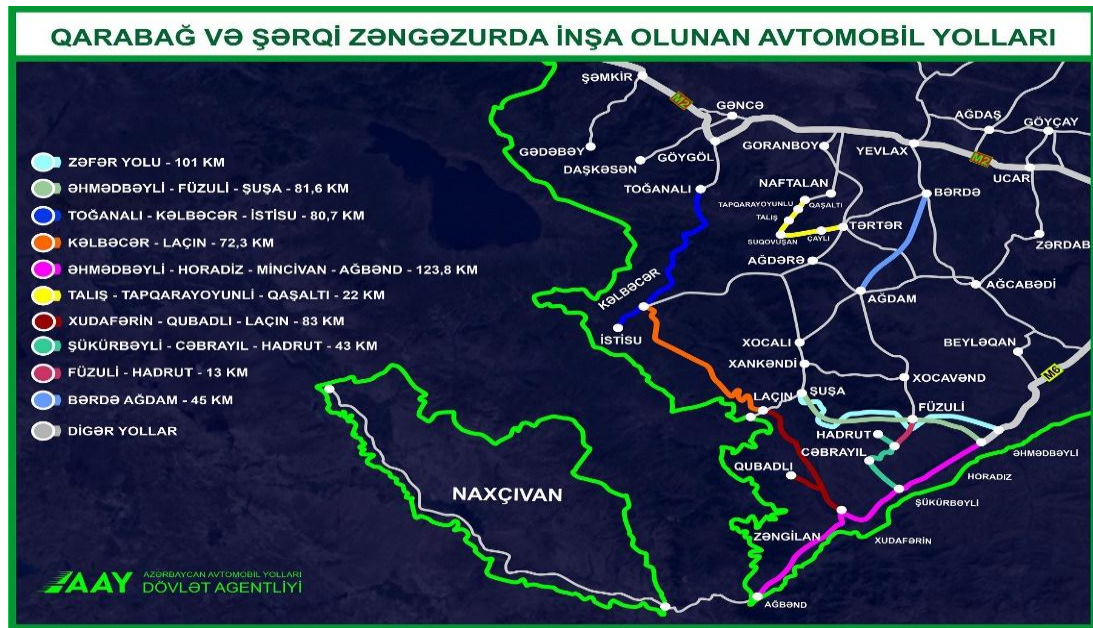 QARABAĞ VƏ ŞƏRQİ ZƏNGƏZURDA İNŞA OLUNAN AVTOMOBİL YOLLARI
ZƏFƏR YOLU - 101 KM
ƏHMƏDBƏYLİ - FÜZULİ - ŞUŞA - 81,6 KM
TOĞANALI - KƏLBƏCƏR - İSTİSU - 80,7 KM
KƏLBƏCƏR - LAÇIN - 72,3 KM
ƏHMƏDBƏYLİ - HORADİZ - MİNCİVAN - AĞBƏND - 123,8 KM
TALIŞ - TAPQARAYOYUNLİ - QAŞALTI - 22 KM
XUDAFƏRİN - QUBADLI - LAÇIN - 83 KM
ŞÜKÜRBƏYLİ - CƏBRAYIL - HADRUT - 43 KM
FÜZULİ - HADRUT - 13 KM
BƏRDƏ AĞDAM - 45 KM
DİGƏR YOLLAR
ŞƏMKİR
M2
GƏNCƏ
AĞDAŞ
GÖYÇAY
GƏDƏBƏY
DAŞKƏSƏN
GÖYGÖL
GORANBOY
YEVLAX
M2
UCAR
TOĞANALI
NAFTALAN
BƏRDƏ
TAPQARAYOYUNLU
QAŞALTI
TALIŞ
SUQOVUŞAN
ÇAYLI
TƏRTƏR
ZƏRDAB
AĞDƏRƏ
KƏLBƏCƏR
AĞDAM
AĞCABƏDİ
İSTİSU
XOCALI
BEYLƏQAN
XANKƏNDİ
XOCAVƏND
M6
LAÇIN
ŞUŞA
FÜZULİ
HADRUT
CƏBRAYIL
ƏHMƏDBƏYLİ
QUBADLI
HORADIZ
NAXÇIVAN
ŞÜKÜRBƏYLİ
ZƏNGİLAN
XUDAFƏRİN
AĞBƏND
AAY
AZƏRBAYCAN AVTOMOBİL YOLLARI
DÖVLƏT AGENTLİYİ